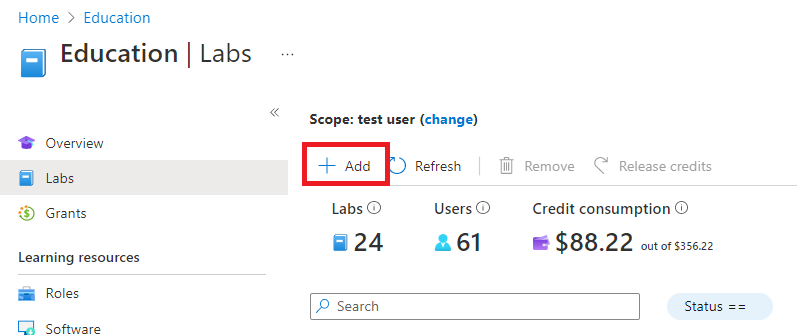 Home > Education
Education | Labs ...
«
Scope: test user (change)
Overview
Labs
Grants
Learning resources
Roles
Software
+ Add
Refresh
Remove
Release credits
Labs
Users
Credit consumption
24
61
$88.22 out of $356.22
Search
Status ==